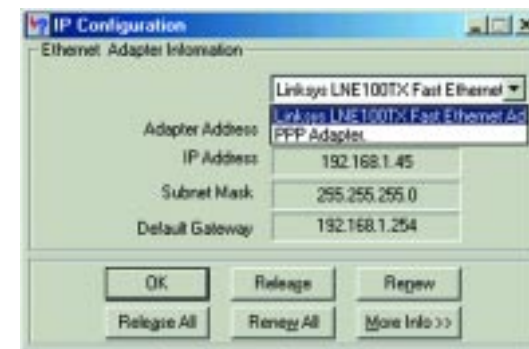 IP Configuration
Ethernet Adapter Information
Linksys LNE100TX Fast Ethernet
Linksys LNE100TX Fast Ethernet Ad
PPP Adapter.
Adapter Address
IP Address 192.168.1.45
Subnet Mask 255.255.255.0
Default Gateway 192.168.1.254
OK Release Renew
Release All Renew All More Info >>